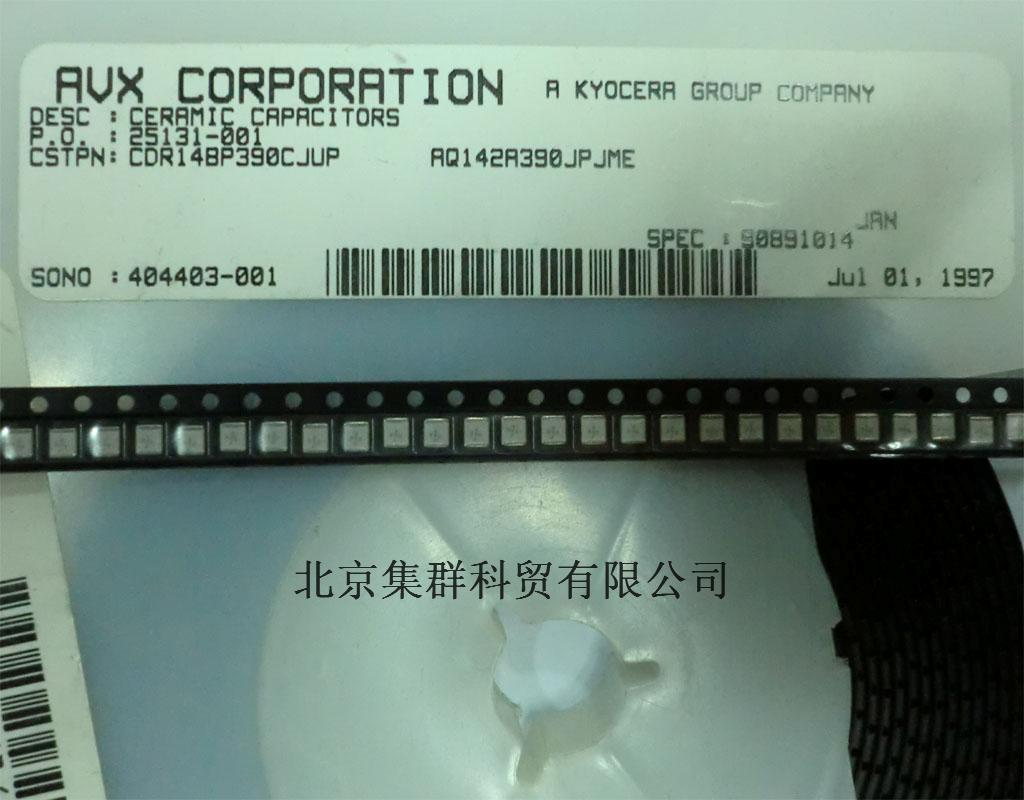 AVX CORPORATION A KYOCERA GROUP COMPANY
DESC : CERAMIC CAPACITORS
P.O. : 25131-001
CSTPN: CDR14BP390CJUP AQ142A390JPJME
JAN
SPEC : 90891014
SONO : 404403-001 Jul 01, 1997
北京集群科贸有限公司